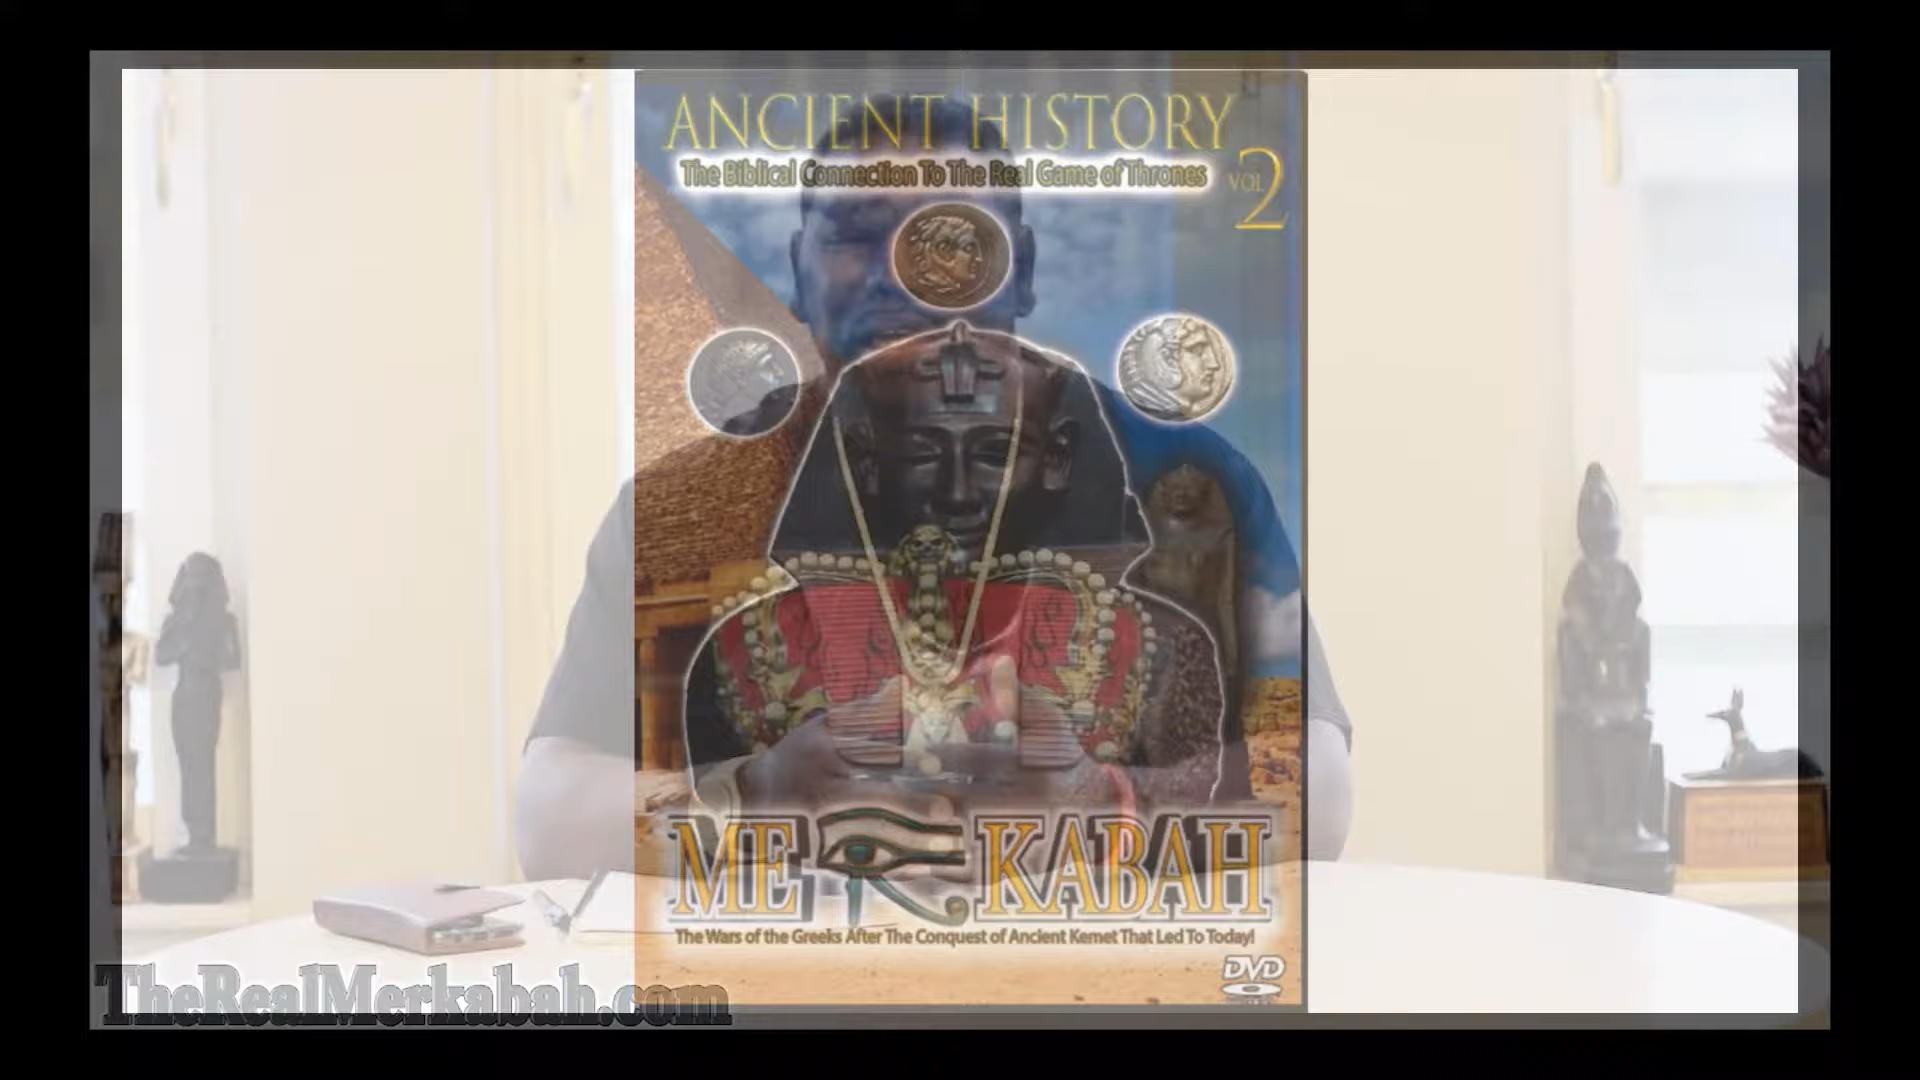 ANCIENT HISTORY
The Biblical Connection To The Real Game of Thrones
VOL 2
ME KABAH
The Wars of the Greeks After The Conquest of Ancient Kemet That Led To Today!
DVD
TheRealMerkabah.com